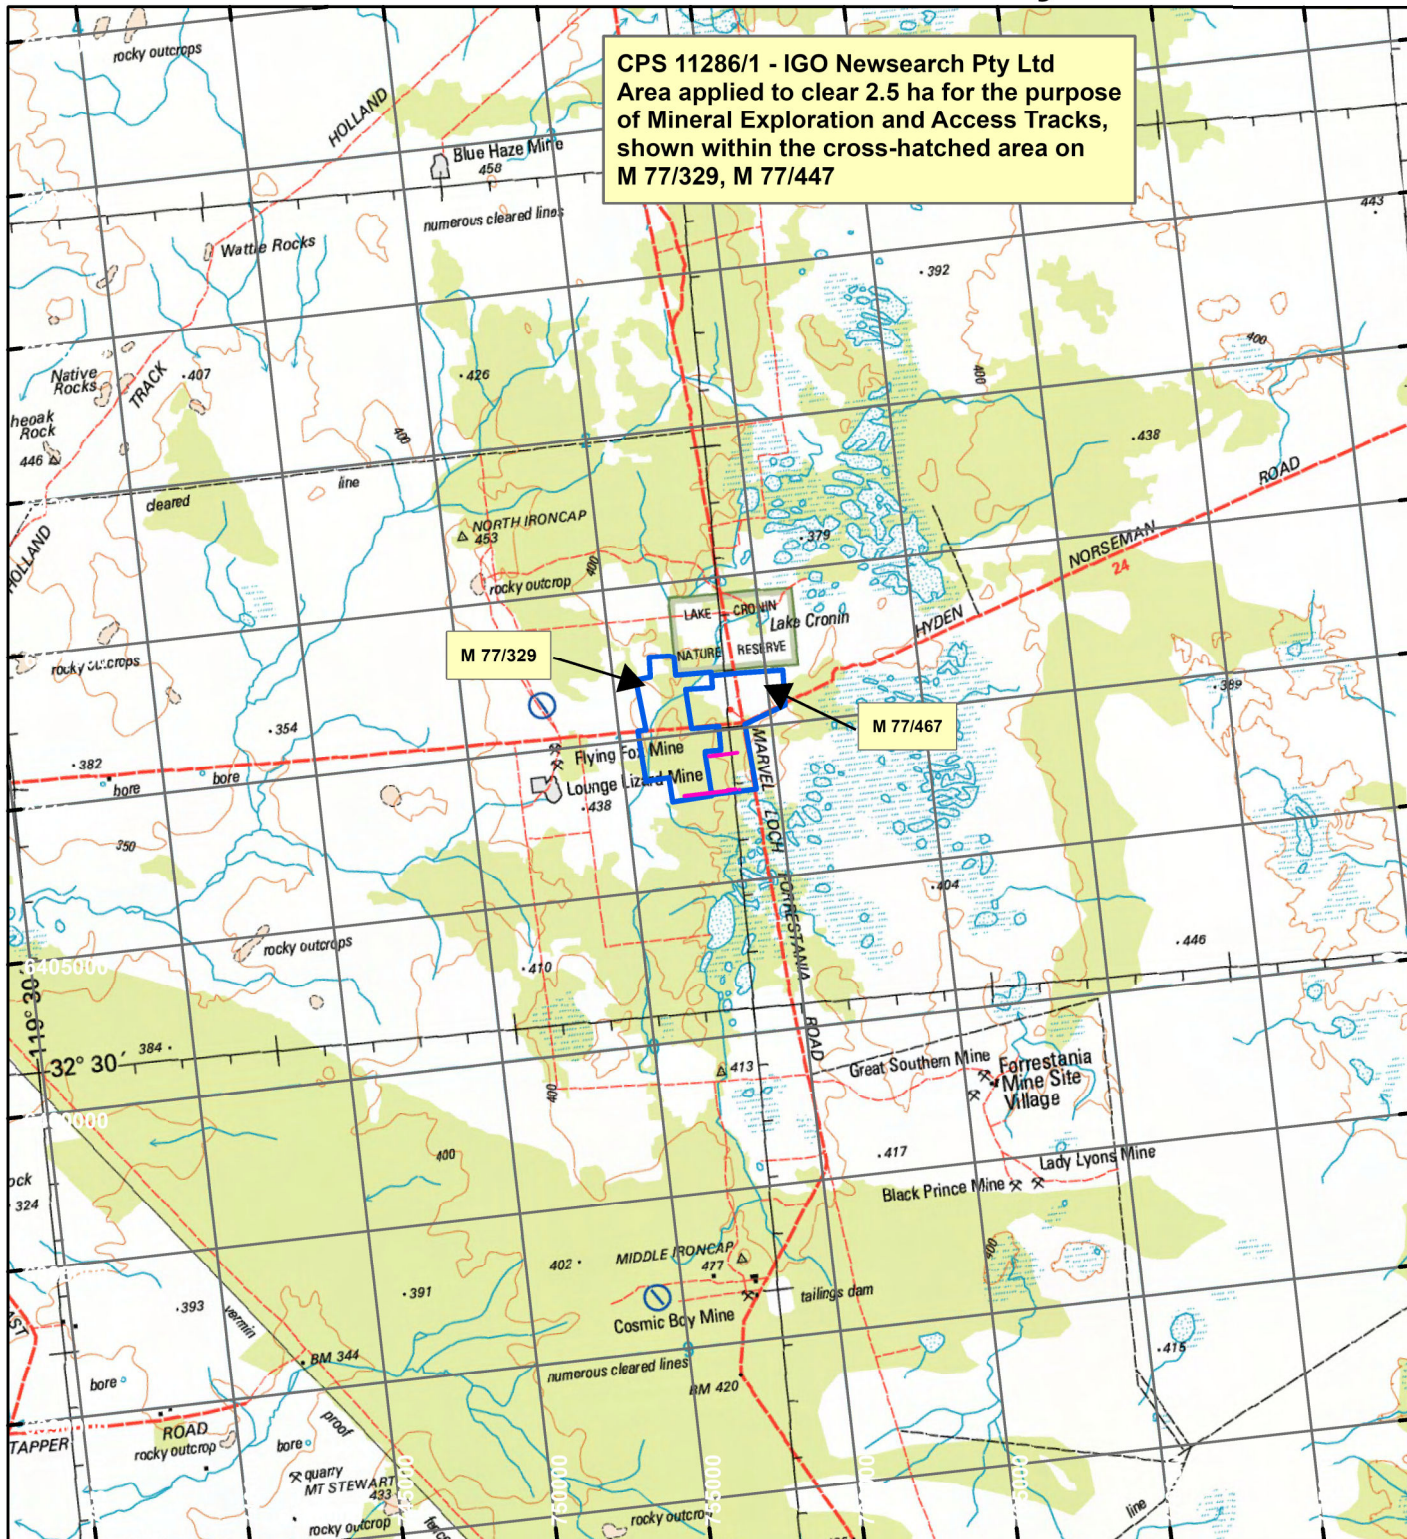 CPS 11286/1 - IGO Newsearch Pty Ltd
Area applied to clear 2.5 ha for the purpose
of Mineral Exploration and Access Tracks,
shown within the cross-hatched area on
M 77/329, M 77/447
rocky outcrops
HOLLAND
Blue Haze Mine
458
443
numerous cleared lines
Wattle Rocks
392
400
Native
Rocks
407
TRACK
426
400
heoak
Rock
446
400
438
ROAD
line
cleared
NORTH IRONCAP
453
379
NORSEMAN
24
HOLLAND
400
rocky outcrop
LAKE CRONIN
Lake Cronin
HYDEN
NATURE RESERVE
M 77/329
rocky outcrops
389
M 77/467
354
Flying Fox Mine
382
bore
bore
Lounge Lizard Mine
438
MARVEL LOCH FORRESTANIA ROAD
350
404
rocky outcrops
446
410
6405000
119° 30'
384
32° 30'
413
Great Southern Mine
Forrestania
Mine Site
Village
400
400
417
Lady Lyons Mine
Black Prince Mine
ock
324
MIDDLE IRONCAP
477
402
400
391
393
tailings dam
Cosmic Boy Mine
AST
vermin
415
BM 344
numerous cleared lines
bore
BM 420
proof
ROAD
TAPPER
rocky outcrop
bore
quarry
MT STEWART
433
750000
755000
line
rocky outcrop
fence